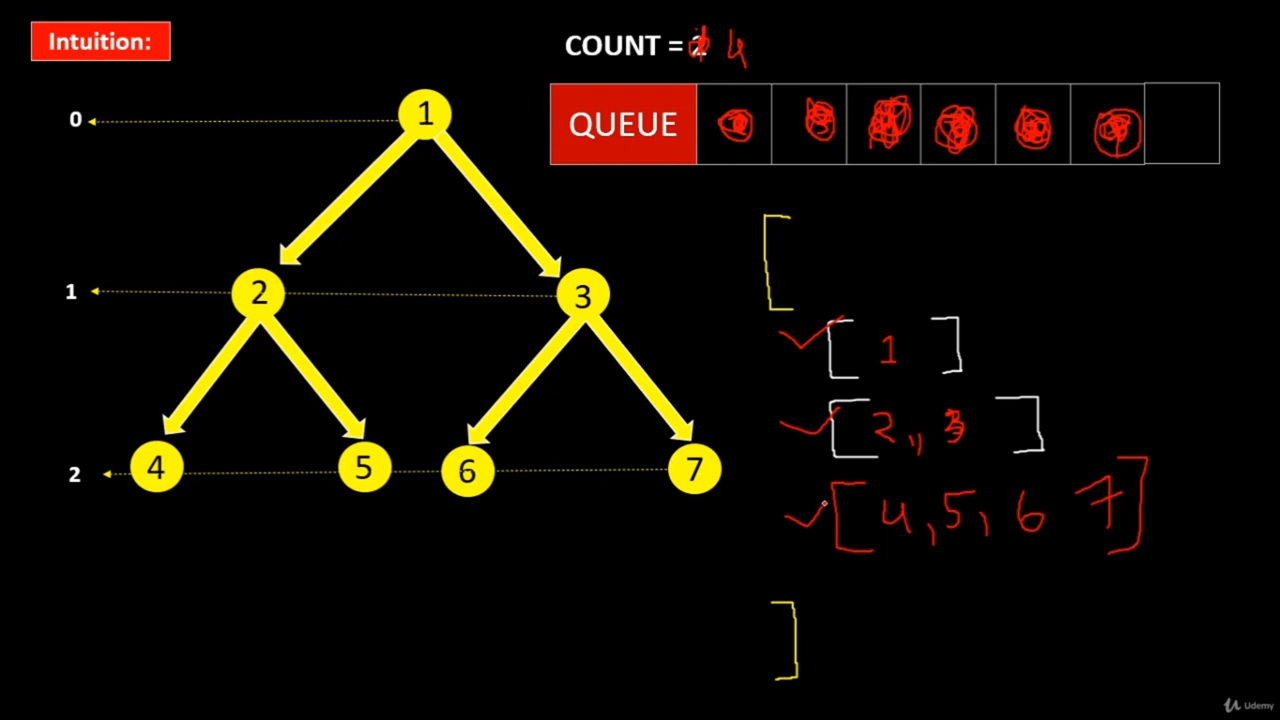 Intuition:
COUNT = 4
QUEUE
0
1
1
2
3
2
4
5
6
7
[
[ 1 ]
[ 2,, 3 ]
[ 4, 5, 6 7 ]
]
Udemy